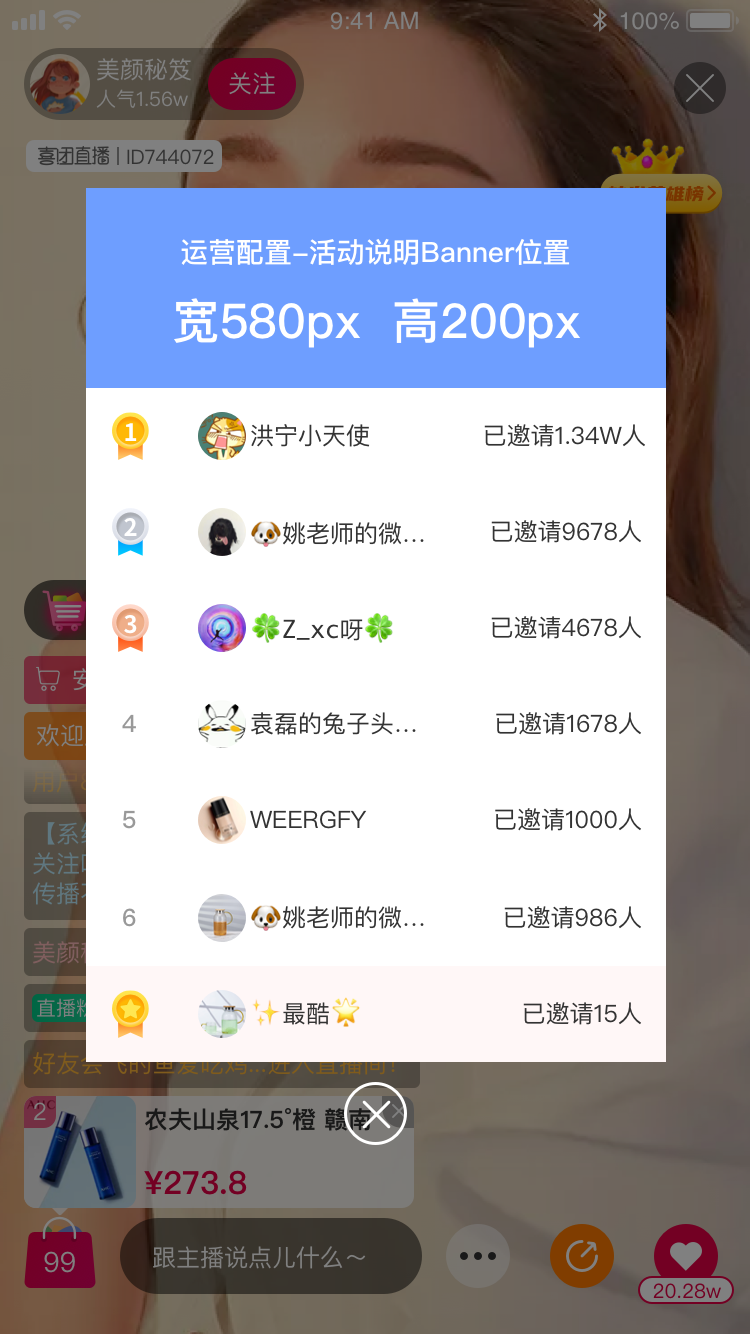 9:41 AM
100%
美颜秘笈
人气1.56w
关注
喜团直播 | ID744072
雄榜
运营配置-活动说明Banner位置
宽580px 高200px
1
洪宁小天使
已邀请1.34W人
2
🐶姚老师的微...
已邀请9678人
3
🍀Z_xc呀🍀
已邀请4678人
4
袁磊的兔子头...
已邀请1678人
5
WEERGFY
已邀请1000人
6
🐶姚老师的微...
已邀请986人
✨最酷🌟
已邀请15人
欢迎
用户
【系
关注
传播
美颜
直播粉
好友会飞的鱼爱吃鸡...进入直播间!
2
农夫山泉17.5°橙 赣南
¥273.8
99
跟主播说点儿什么～
20.28w